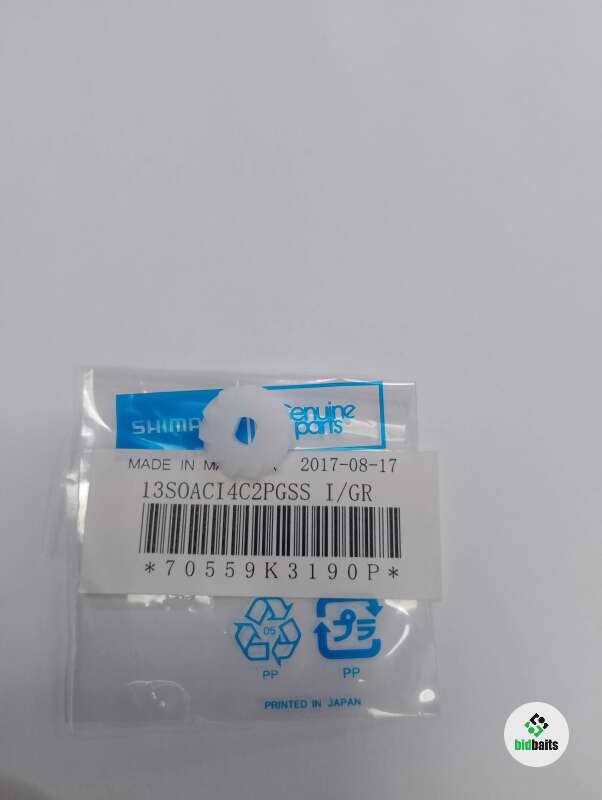 SHIMA
Genuine
parts
MADE IN MA
2017-08-17
13SOACI4C2PGSS I/GR
*70559K3190P*
05
プラ
PP
PP
PRINTED IN JAPAN
bidbaits